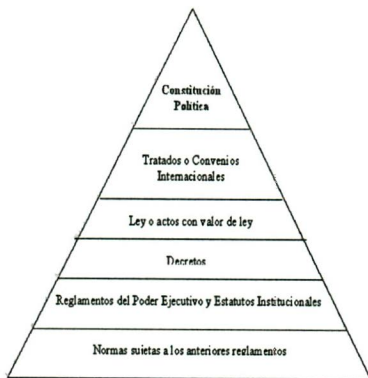 Constitución
Política
Tratados o Convenios
Internacionales
Ley o actos con valor de ley
Decretos
Reglamentos del Poder Ejecutivo y Estatutos Institucionales
Normas sujetas a los anteriores reglamentos